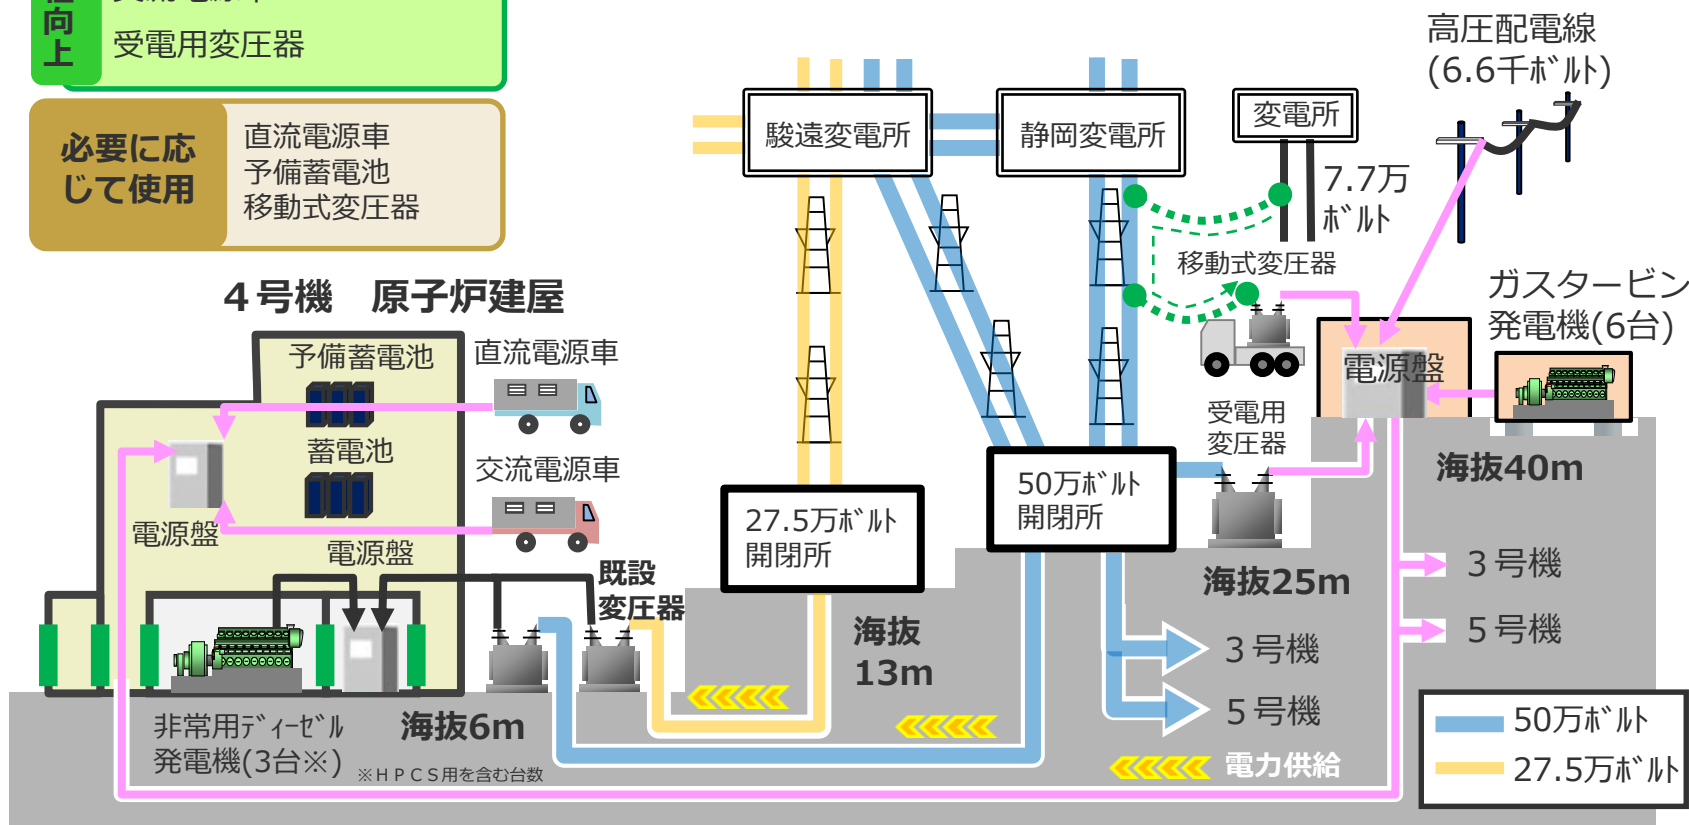 向
上
受電用変圧器
必要に応
じて使用
直流電源車
予備蓄電池
移動式変圧器
高圧配電線
(6.6千ﾎﾞﾙﾄ)
駿遠変電所
静岡変電所
変電所
7.7万
ﾎﾞﾙﾄ
移動式変圧器
ガスタービン
発電機(6台)
４号機　原子炉建屋
予備蓄電池
直流電源車
電源盤
受電用
変圧器
蓄電池
交流電源車
海抜40m
50万ﾎﾞﾙﾄ
開閉所
27.5万ﾎﾞﾙﾄ
開閉所
電源盤
電源盤
既設
変圧器
海抜25m
３号機
５号機
海抜
13m
３号機
５号機
非常用ﾃﾞｨｰｾﾞﾙ
発電機(3台※)
海抜6m
※ＨＰＣＳ用を含む台数
電力供給
50万ﾎﾞﾙﾄ
27.5万ﾎﾞﾙﾄ